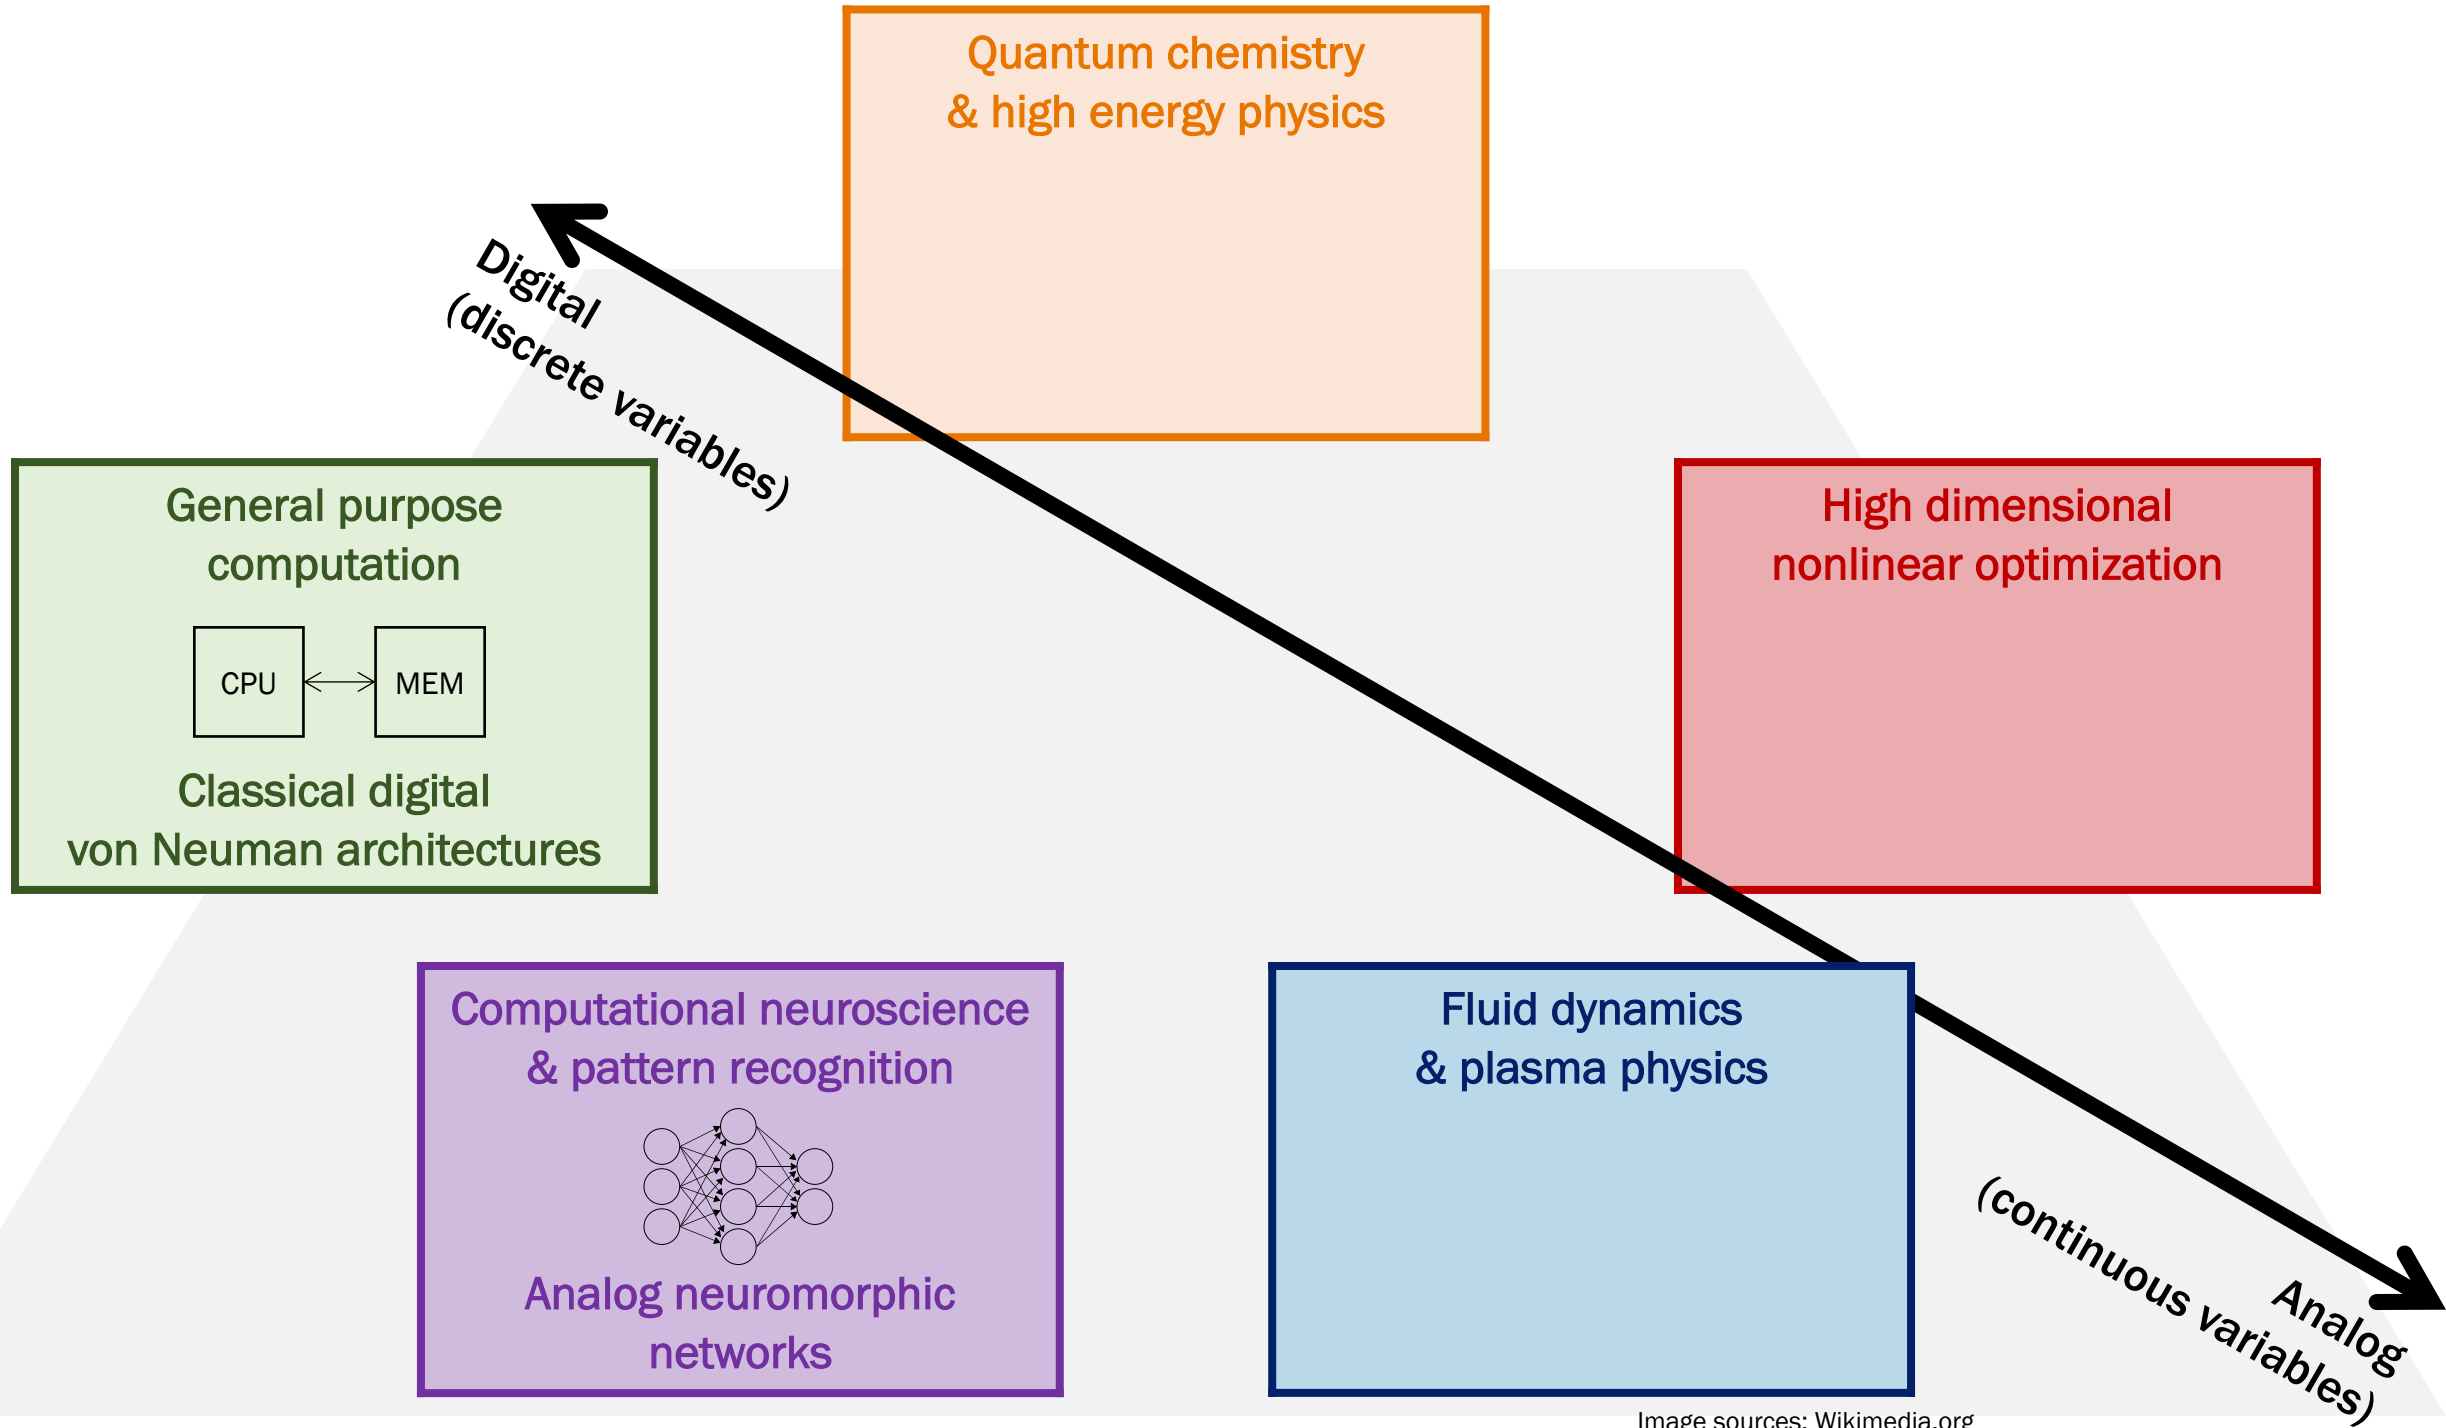 Quantum chemistry
& high energy physics
Digital
(discrete variables)
General purpose
computation
CPU
MEM
Classical digital
von Neuman architectures
High dimensional
nonlinear optimization
Computational neuroscience
& pattern recognition
Analog neuromorphic
networks
Fluid dynamics
& plasma physics
Analog
(continuous variables)
Image sources: Wikimedia.org